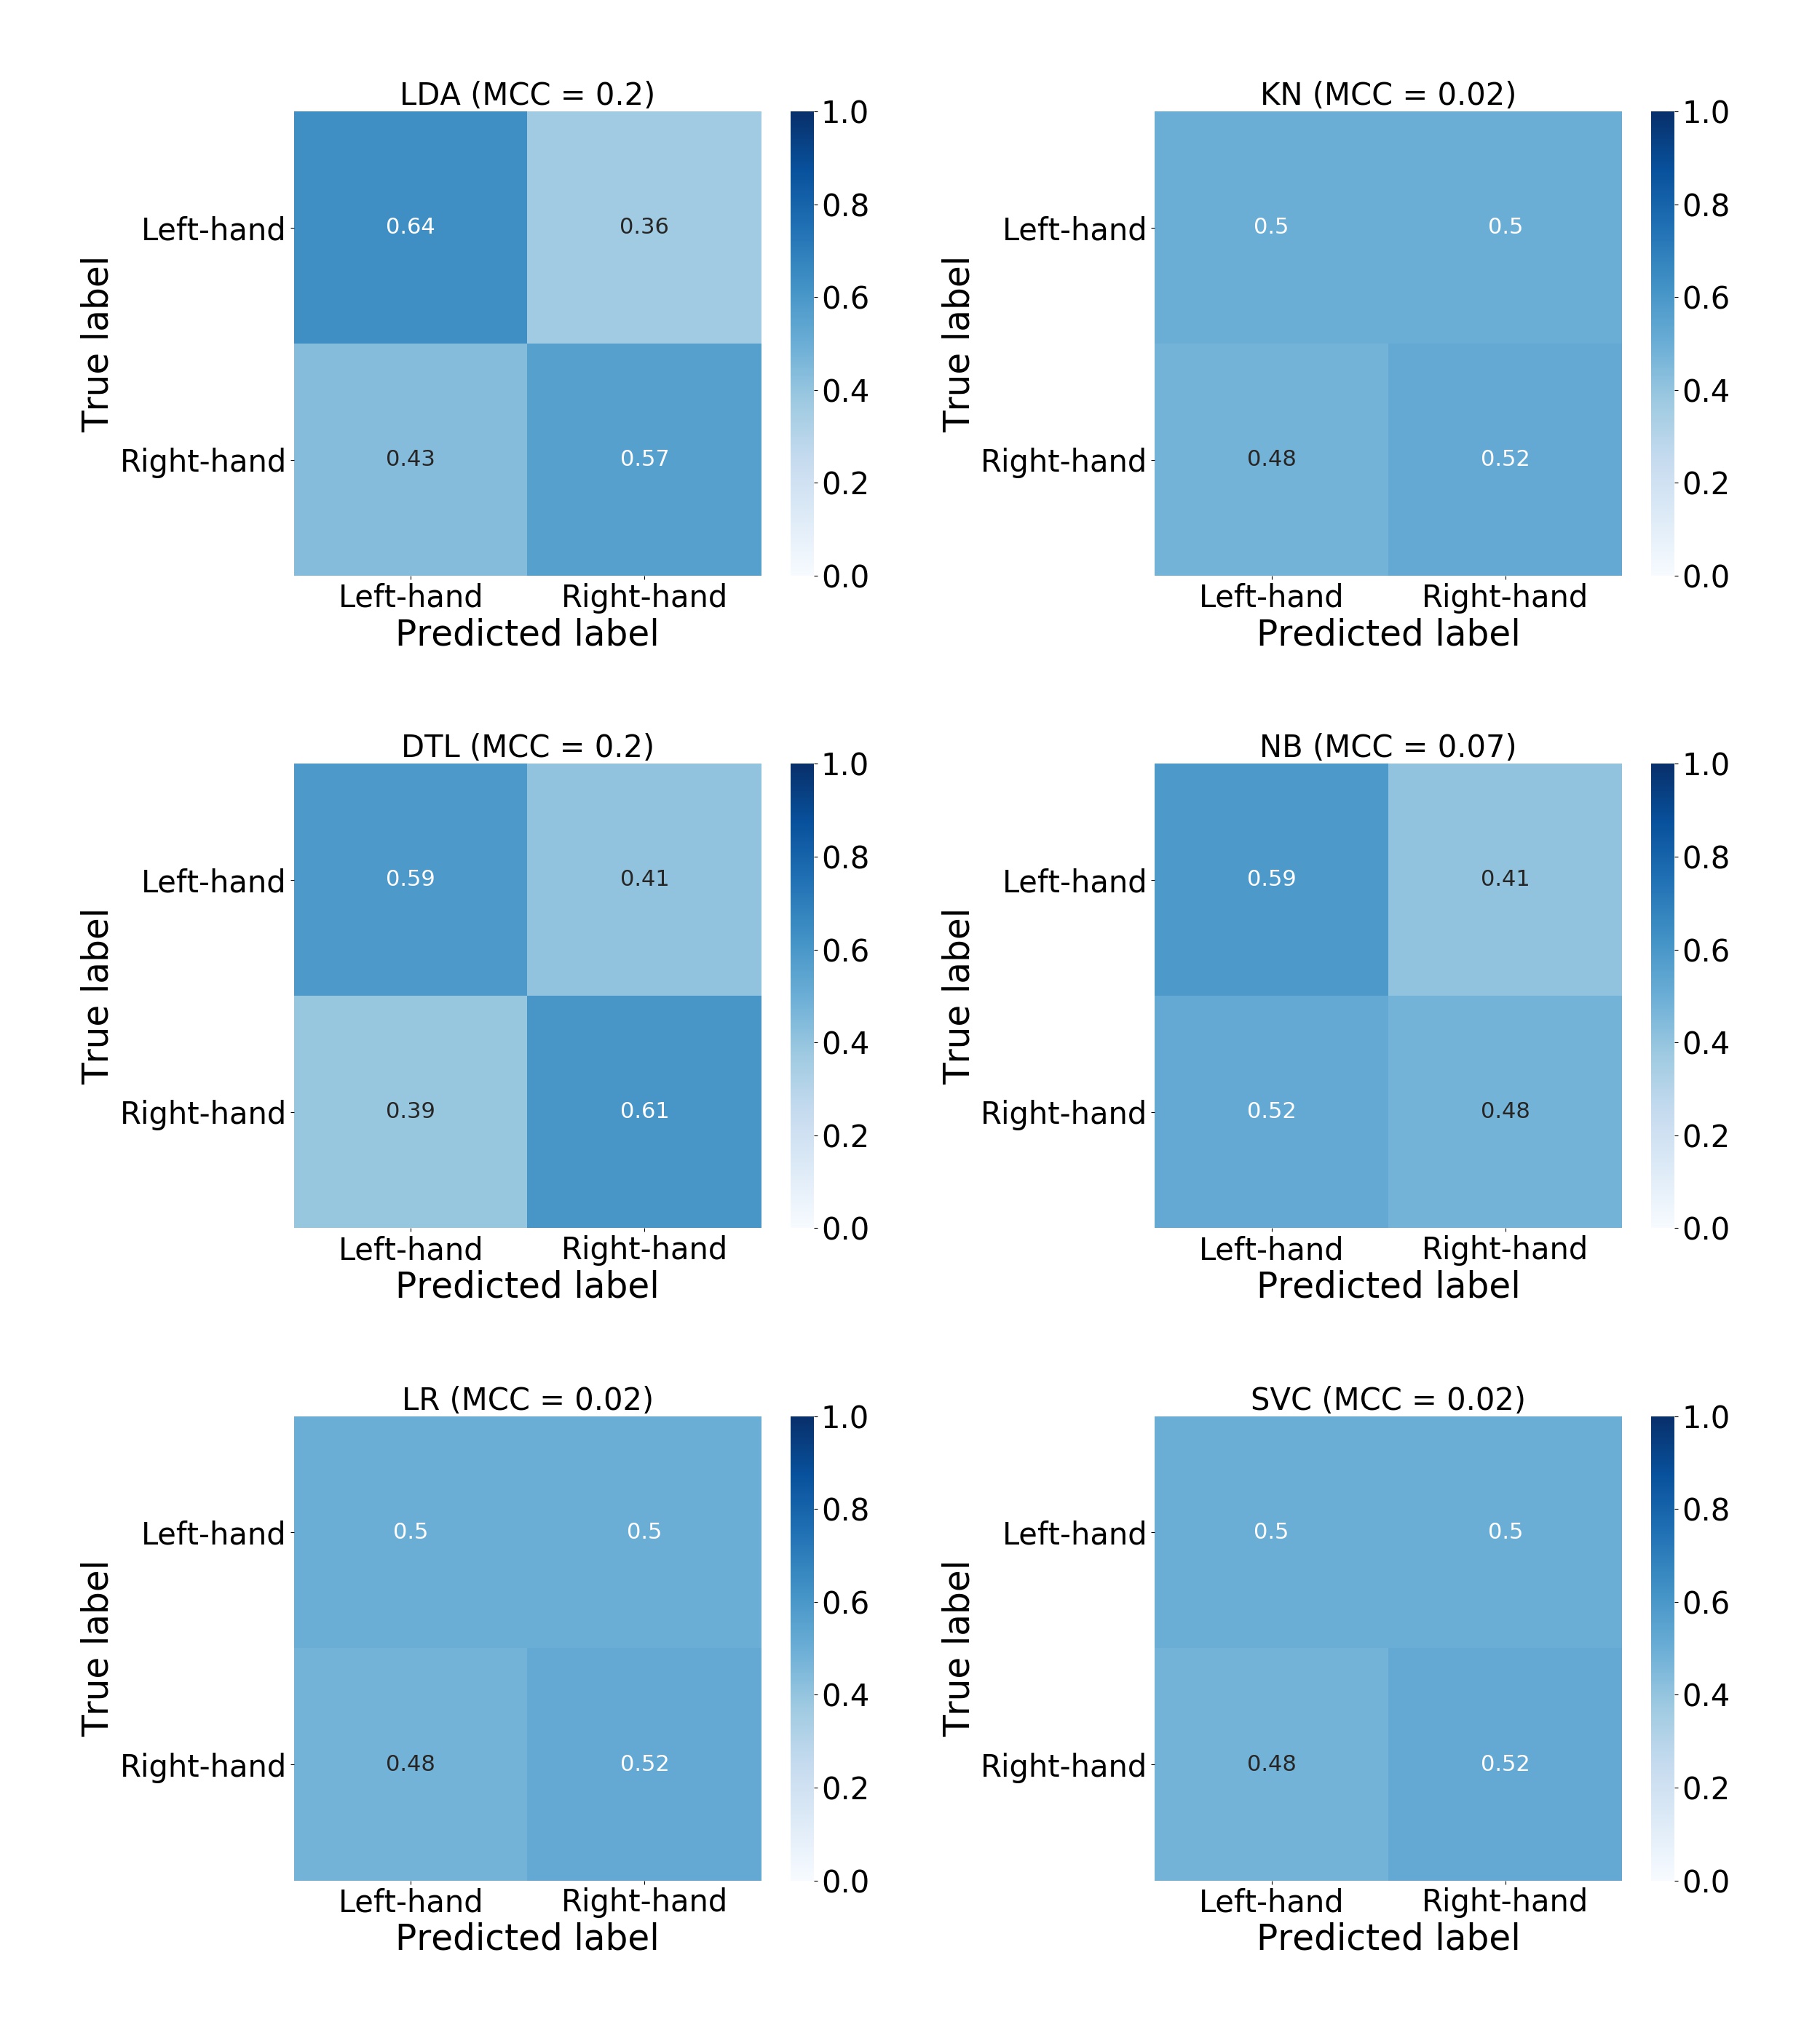 LDA (MCC = 0.2)
True label
Left-hand
0.64
0.36
Right-hand
0.43
0.57
Left-hand
Right-hand
Predicted label
1.0
0.8
0.6
0.4
0.2
0.0
KN (MCC = 0.02)
True label
Left-hand
0.5
0.5
Right-hand
0.48
0.52
Left-hand
Right-hand
Predicted label
1.0
0.8
0.6
0.4
0.2
0.0
DTL (MCC = 0.2)
True label
Left-hand
0.59
0.41
Right-hand
0.39
0.61
Left-hand
Right-hand
Predicted label
1.0
0.8
0.6
0.4
0.2
0.0
NB (MCC = 0.07)
True label
Left-hand
0.59
0.41
Right-hand
0.52
0.48
Left-hand
Right-hand
Predicted label
1.0
0.8
0.6
0.4
0.2
0.0
LR (MCC = 0.02)
True label
Left-hand
0.5
0.5
Right-hand
0.48
0.52
Left-hand
Right-hand
Predicted label
1.0
0.8
0.6
0.4
0.2
0.0
SVC (MCC = 0.02)
True label
Left-hand
0.5
0.5
Right-hand
0.48
0.52
Left-hand
Right-hand
Predicted label
1.0
0.8
0.6
0.4
0.2
0.0